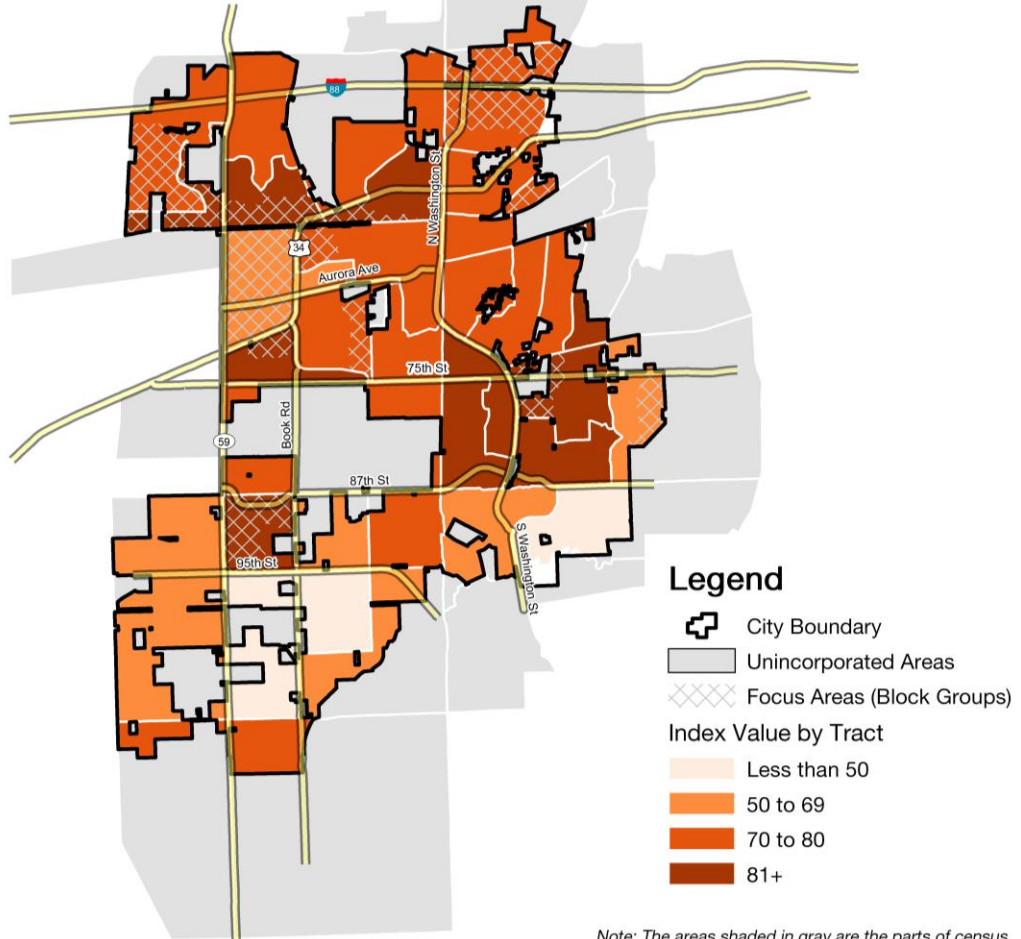 88
N Washington St
34
Aurora Ave
75th St
Book Rd
59
87th St
S Washington St
95th St
Legend
City Boundary
Unincorporated Areas
Focus Areas (Block Groups)
Index Value by Tract
Less than 50
50 to 69
70 to 80
81+
Note: The areas shaded in gray are the parts of census